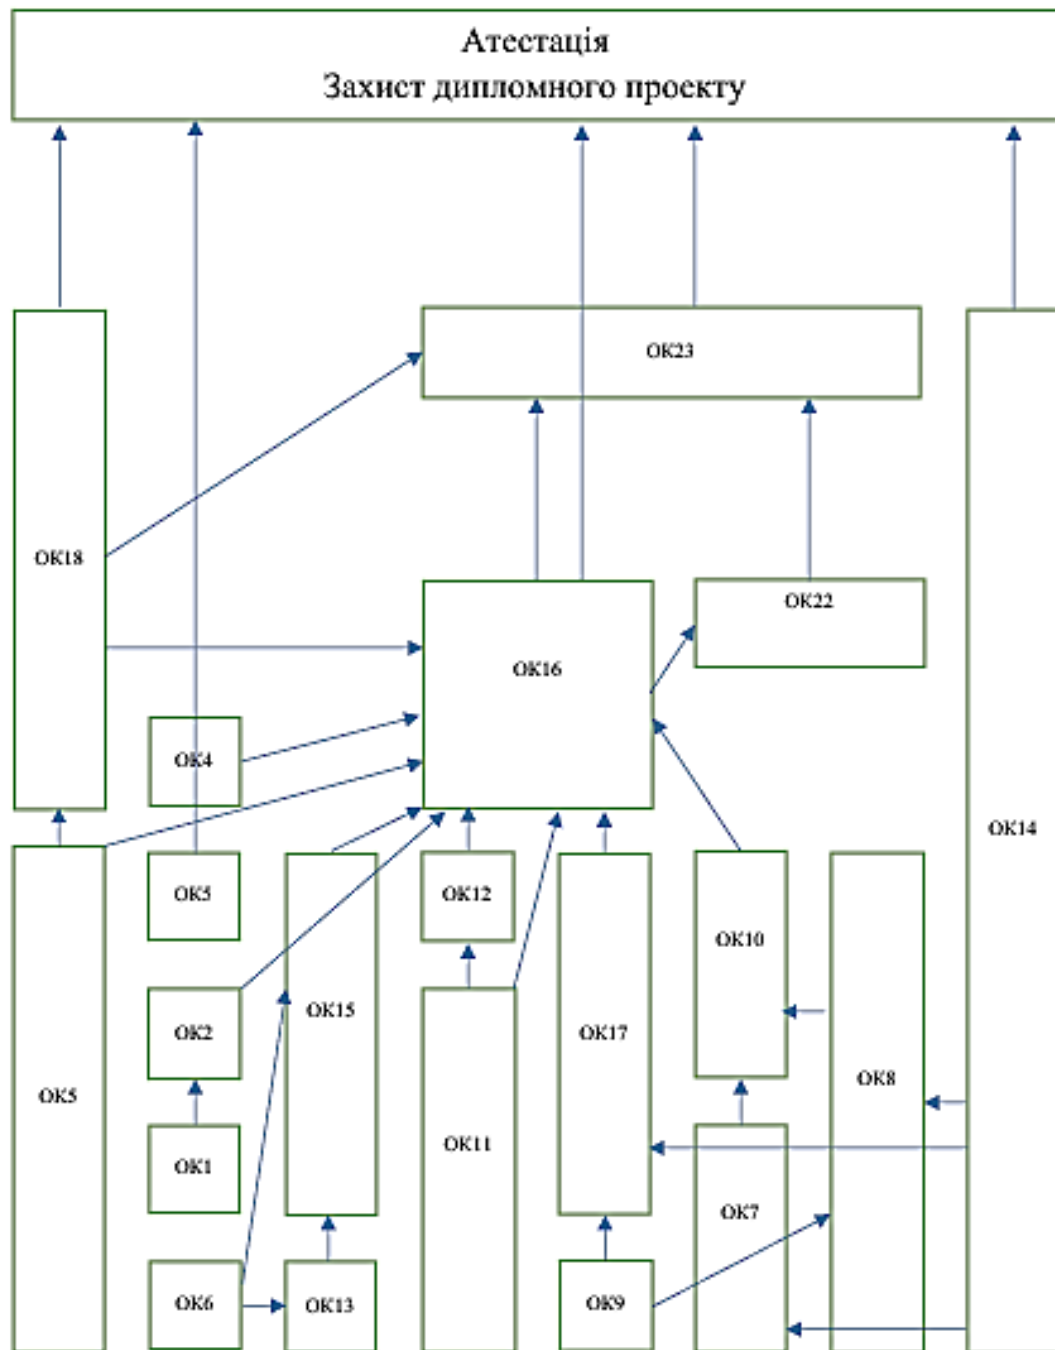 Атестація
Захист дипломного проекту
ОК23
ОК18
ОК22
ОК16
ОК4
ОК14
ОК5
ОК12
ОК10
ОК15
ОК2
ОК17
ОК8
ОК5
ОК11
ОК1
ОК7
ОК6
ОК13
ОК9